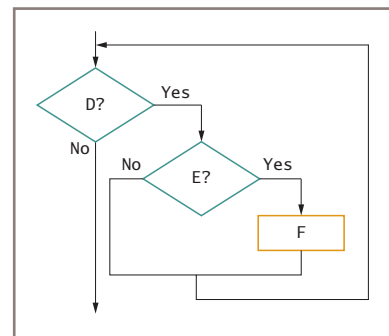 D? Yes
No
No E? Yes
F